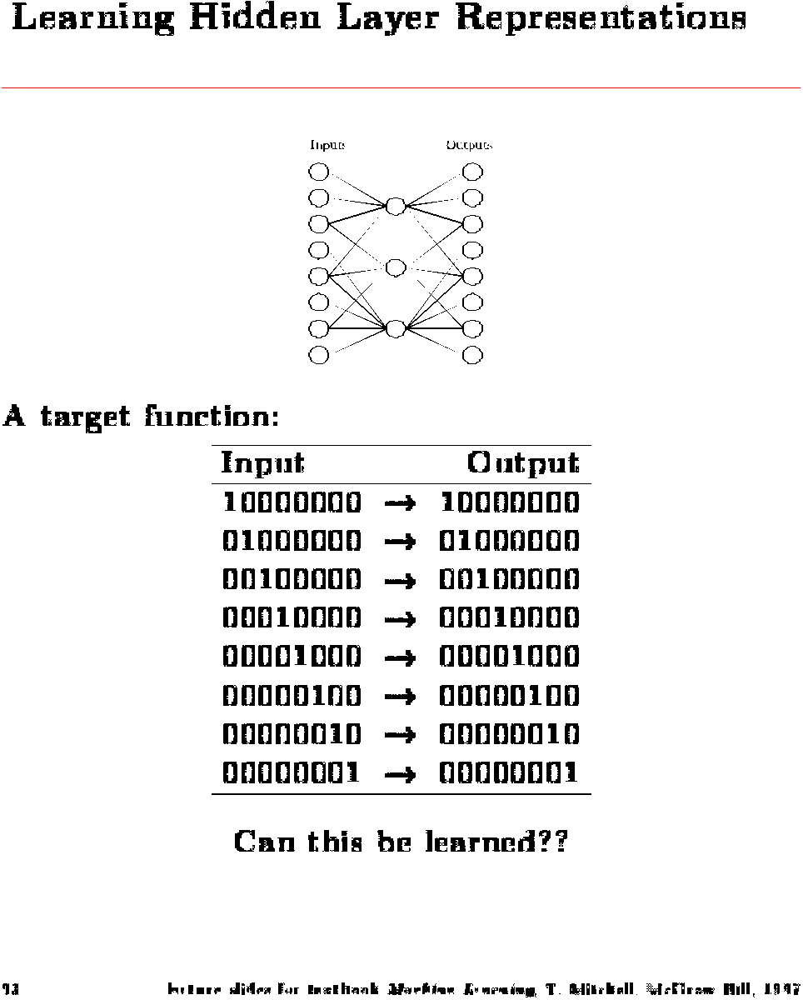 Learning Hidden Layer Representations
Inputs Outputs
A target function:
Input Output
10000000 → 10000000
01000000 → 01000000
00100000 → 00100000
00010000 → 00010000
00001000 → 00001000
00000100 → 00000100
00000010 → 00000010
00000001 → 00000001
Can this be learned??
lecture slides for textbook Machine Learning, T. Mitchell, McGraw Hill, 1997